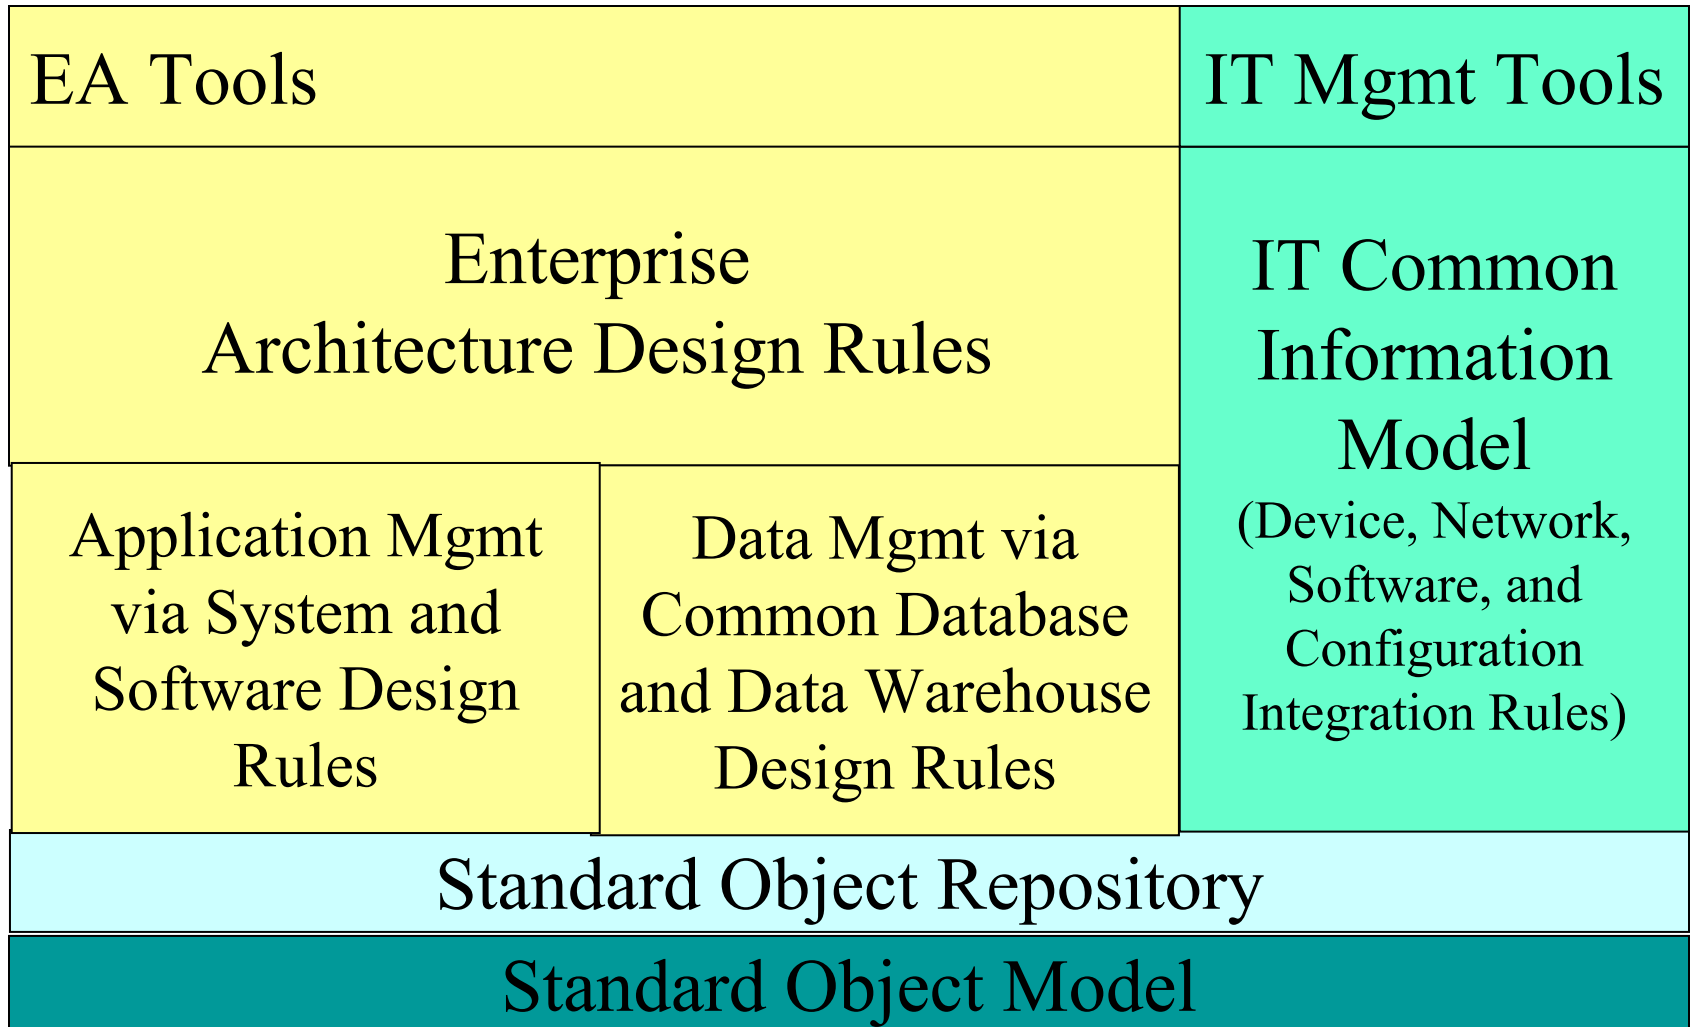 EA Tools
IT Mgmt Tools
Enterprise
Architecture Design Rules
IT Common
Information
Model
(Device, Network,
Software, and
Configuration
Integration Rules)
Application Mgmt
via System and
Software Design
Rules
Data Mgmt via
Common Database
and Data Warehouse
Design Rules
Standard Object Repository
Standard Object Model